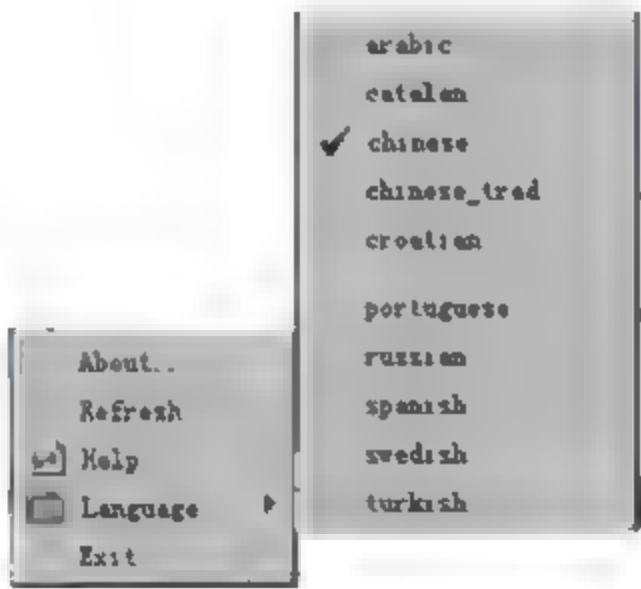 arabic
catalan
chinese
chinese_trad
croatian
portuguese
russian
spanish
swedish
turkish
About..
Refresh
Help
Language
Exit